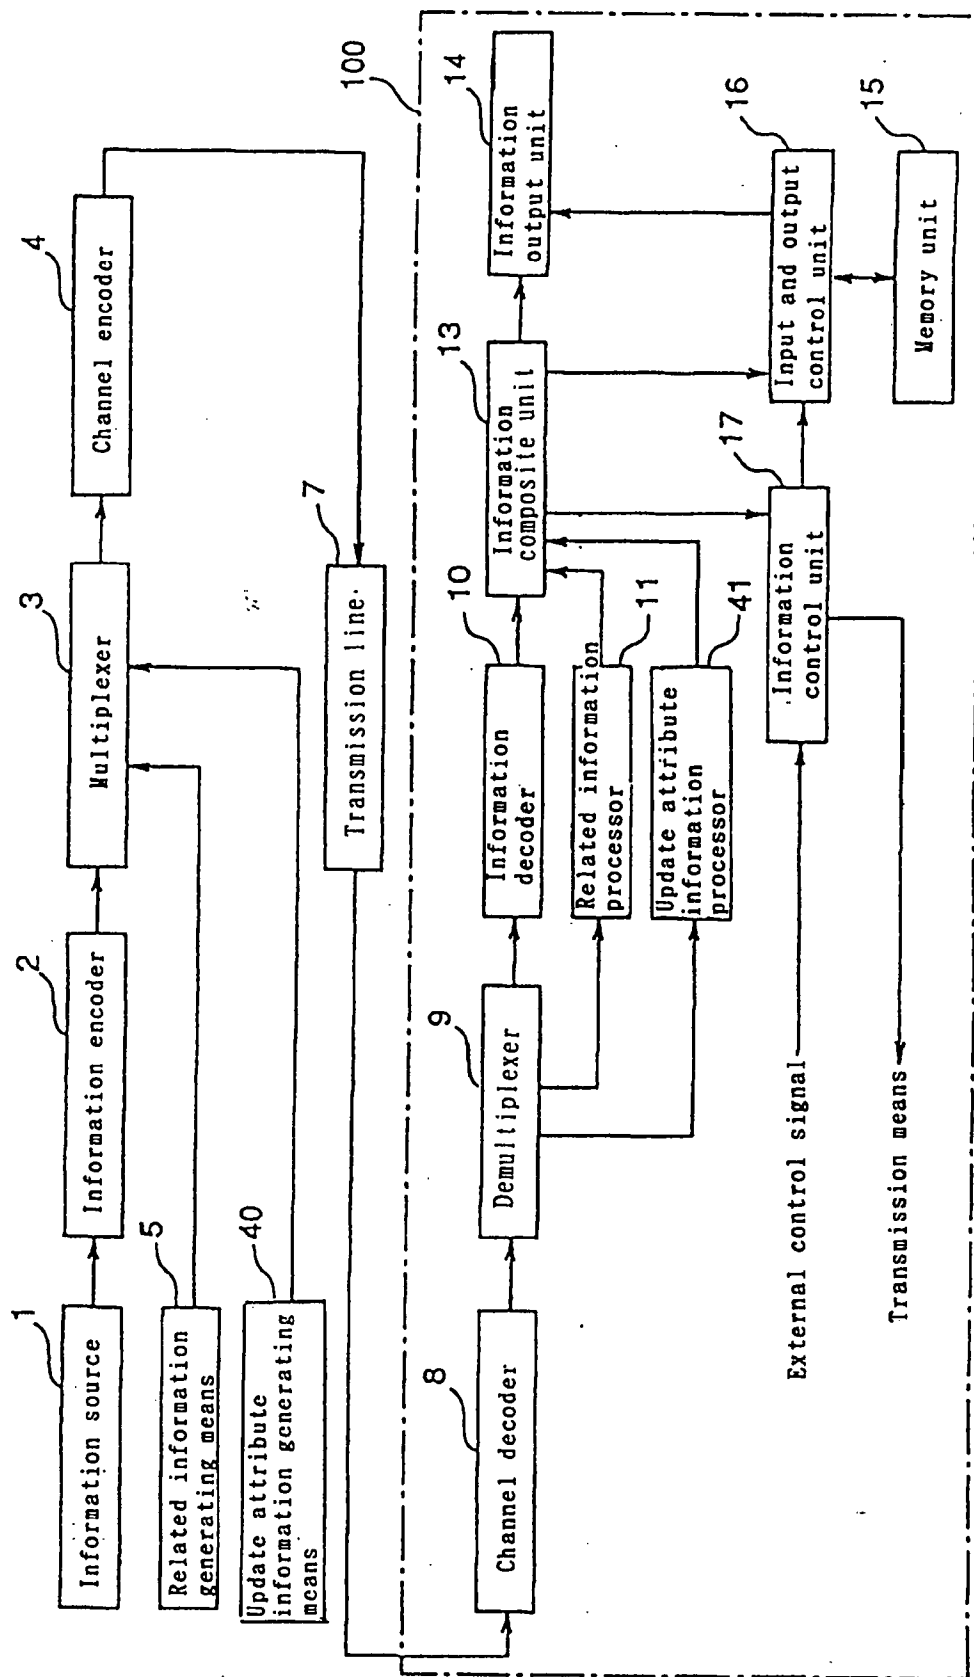 1
Information source
2
Information encoder
3
Multiplexer
4
Channel encoder
5
Related information
generating means
40
Update attribute
information generating
means
7
Transmission line.
100
8
Channel decoder
9
Demultiplexer
10
Information
decoder
11
Related information
processor
41
Update attribute
information
processor
13
Information
composite unit
14
Information
output unit
17
Information
control unit
16
Input and output
control unit
15
Memory unit
External control signal
Transmission means